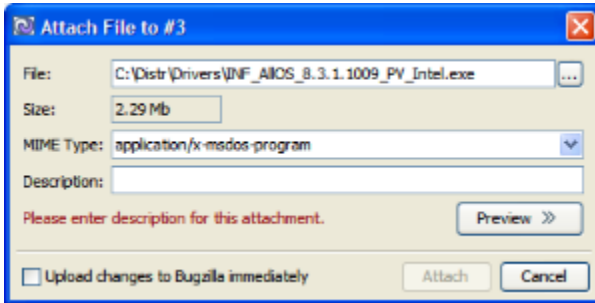 Attach File to #3
File: C:\Distr\Drivers\INF_AllOS_8.3.1.1009_PV_Intel.exe ...
Size: 2.29 Mb
MIME Type: application/x-msdos-program
Description:
Please enter description for this attachment. Preview »
Upload changes to Bugzilla immediately Attach Cancel